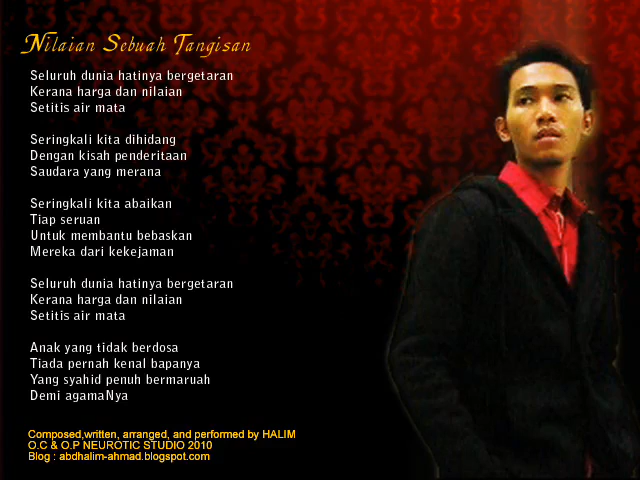 Nilaian Sebuah Tangisan
Seluruh dunia hatinya bergetaran
Kerana harga dan nilaian
Setitis air mata
Seringkali kita dihidang
Dengan kisah penderitaan
Saudara yang merana
Seringkali kita abaikan
Tiap seruan
Untuk membantu bebaskan
Mereka dari kekejaman
Seluruh dunia hatinya bergetaran
Kerana harga dan nilaian
Setitis air mata
Anak yang tidak berdosa
Tiada pernah kenal bapanya
Yang syahid penuh bermaruah
Demi agamaNya
Composed,written, arranged, and performed by HALIM
O.C & O.P NEUROTIC STUDIO 2010
Blog : abdhalim-ahmad.blogspot.com